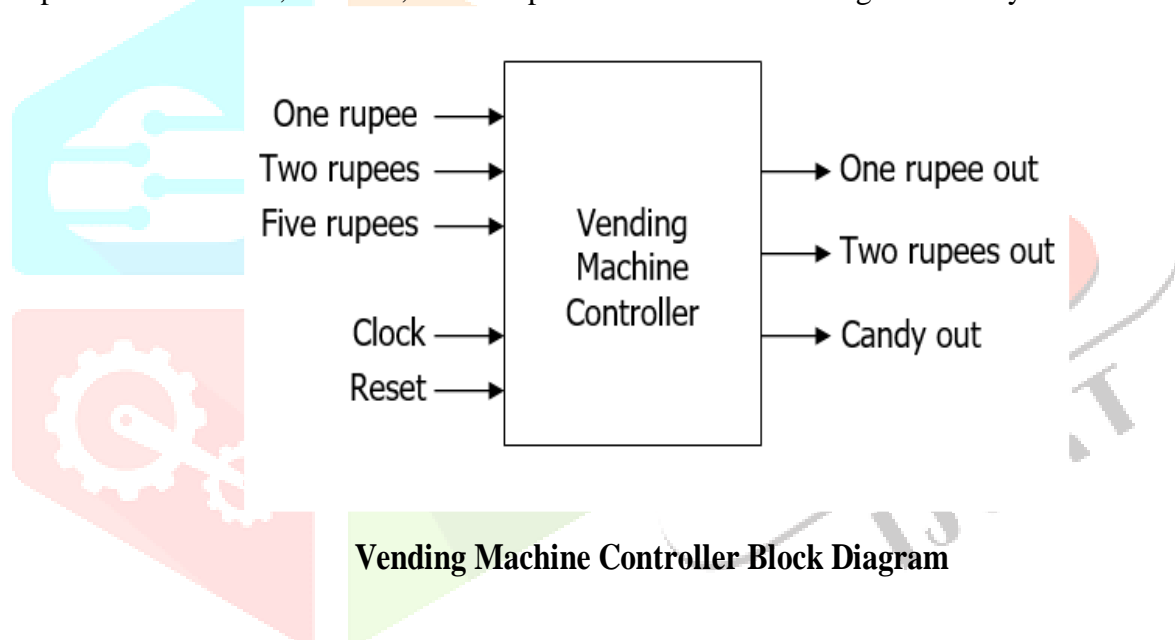 One rupee
Two rupees
Five rupees
Clock
Reset
Vending
Machine
Controller
One rupee out
Two rupees out
Candy out
Vending Machine Controller Block Diagram